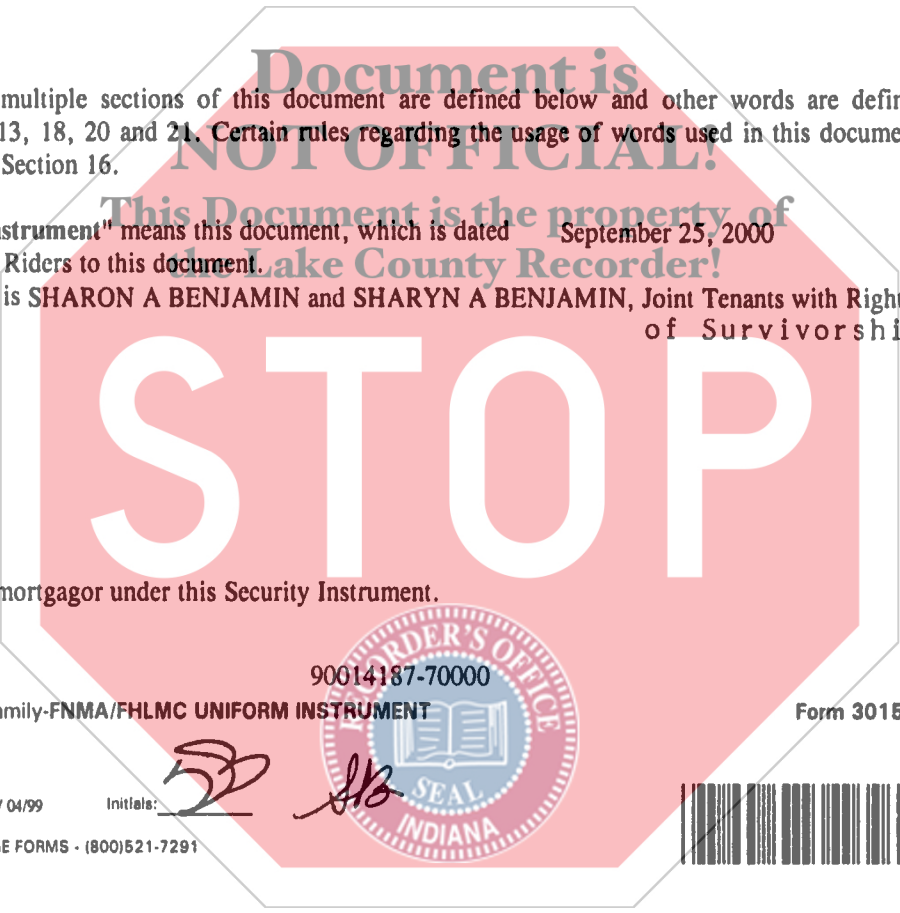 Document is
multiple sections of this document are defined below and other words are defin
13, 18, 20 and 21. Certain rules regarding the usage of words used in this docume
NOT OFFICIAL!
Section 16.
This Document is the property of
strument" means this document, which is dated September 25, 2000
Riders to this document.
the Lake County Recorder!
is SHARON A BENJAMIN and SHARYN A BENJAMIN, Joint Tenants with Right
of Survivorshi
STOP
mortgagor under this Security Instrument.
RECORDER'S OFFICE
90014187-70000
mily-FNMA/FHLMC UNIFORM INSTRUMENT
Form 3015
SEAL
04/99 Initials:
INDIANA
E FORMS - (800)521-7291